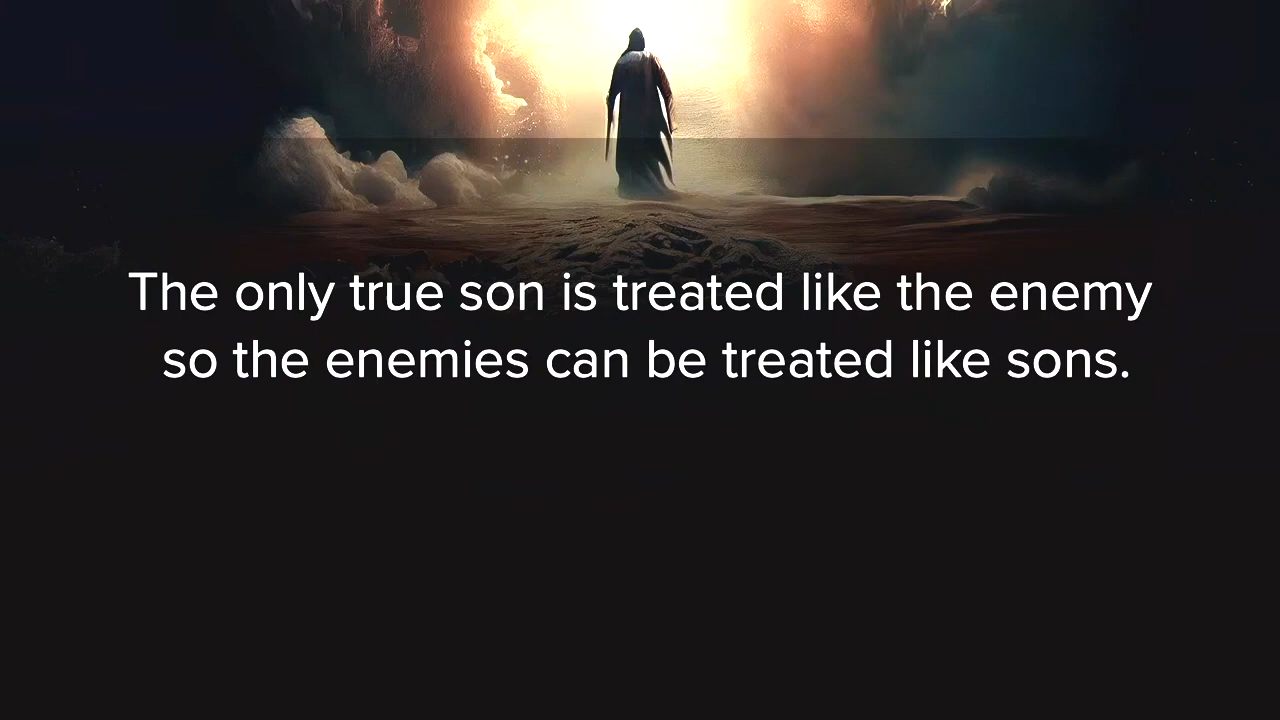 The only true son is treated like the enemy
so the enemies can be treated like sons.